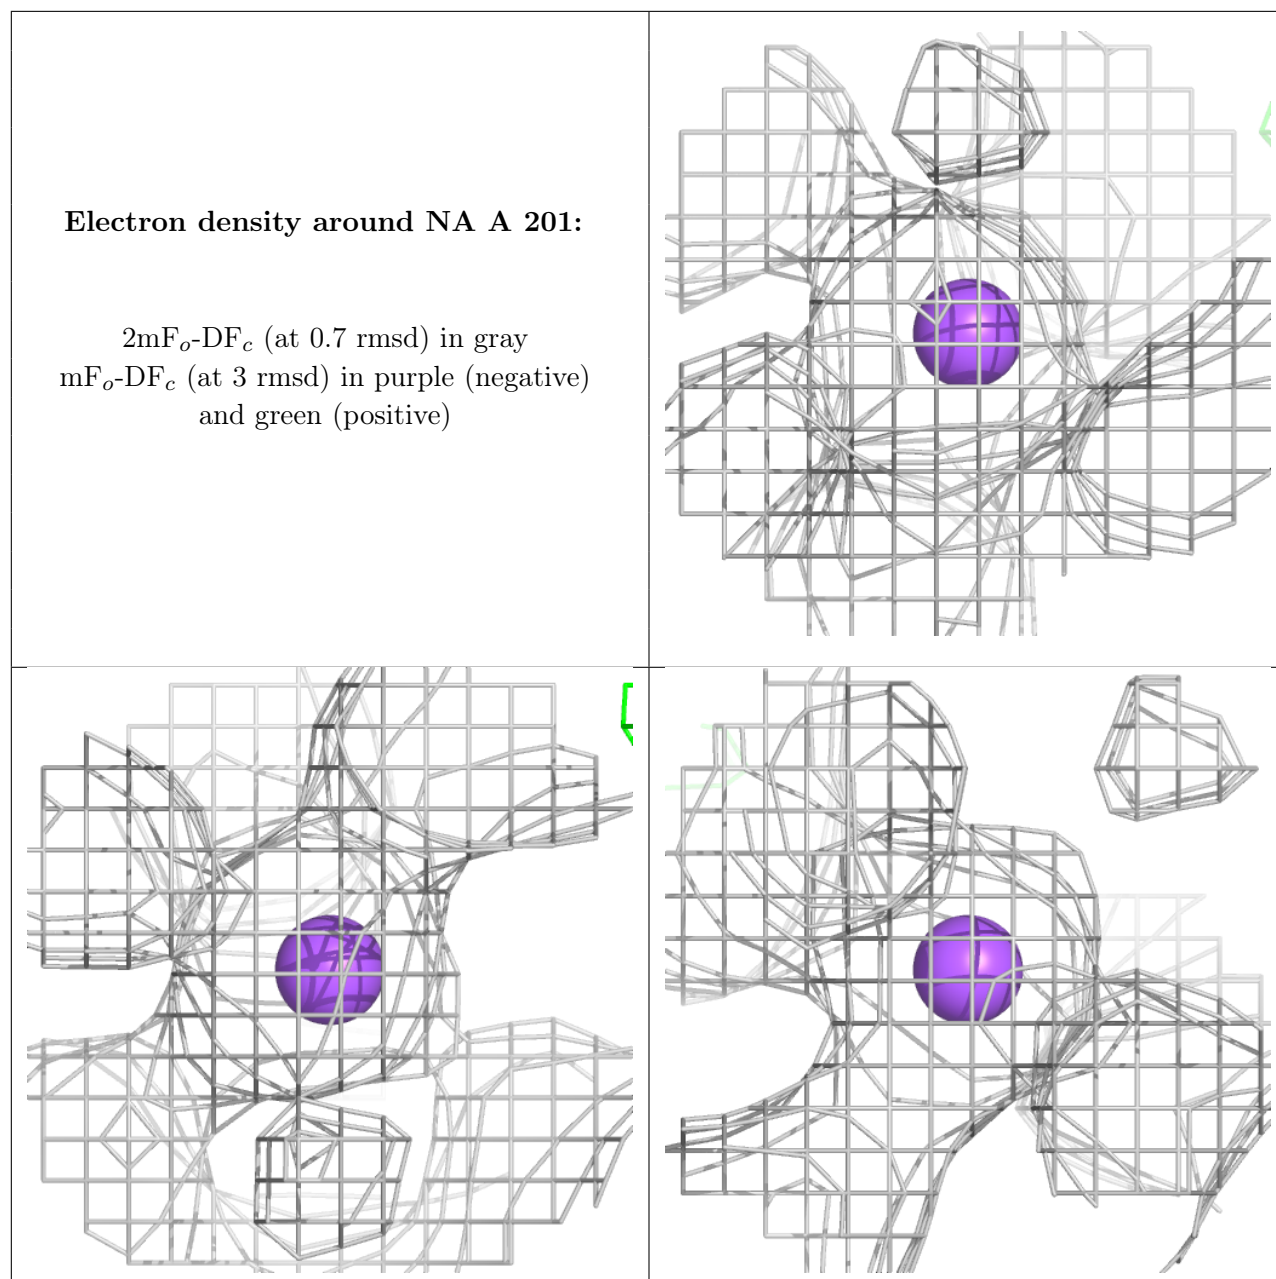 Electron density around NA A 201:
2mFo-DFc (at 0.7 rmsd) in gray
mFo-DFc (at 3 rmsd) in purple (negative)
and green (positive)